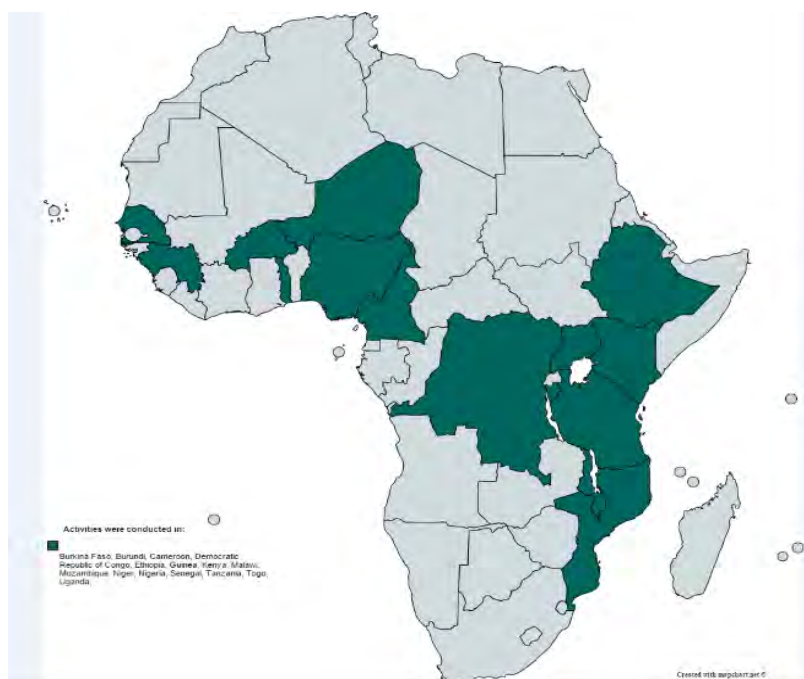 Activities were conducted in:
Burkina Faso, Burundi, Cameroon, Democratic
Republic of Congo, Ethiopia, Guinea, Kenya, Malawi,
Mozambique, Niger, Nigeria, Senegal, Tanzania, Togo,
Uganda,
Created with mapchart.net ©